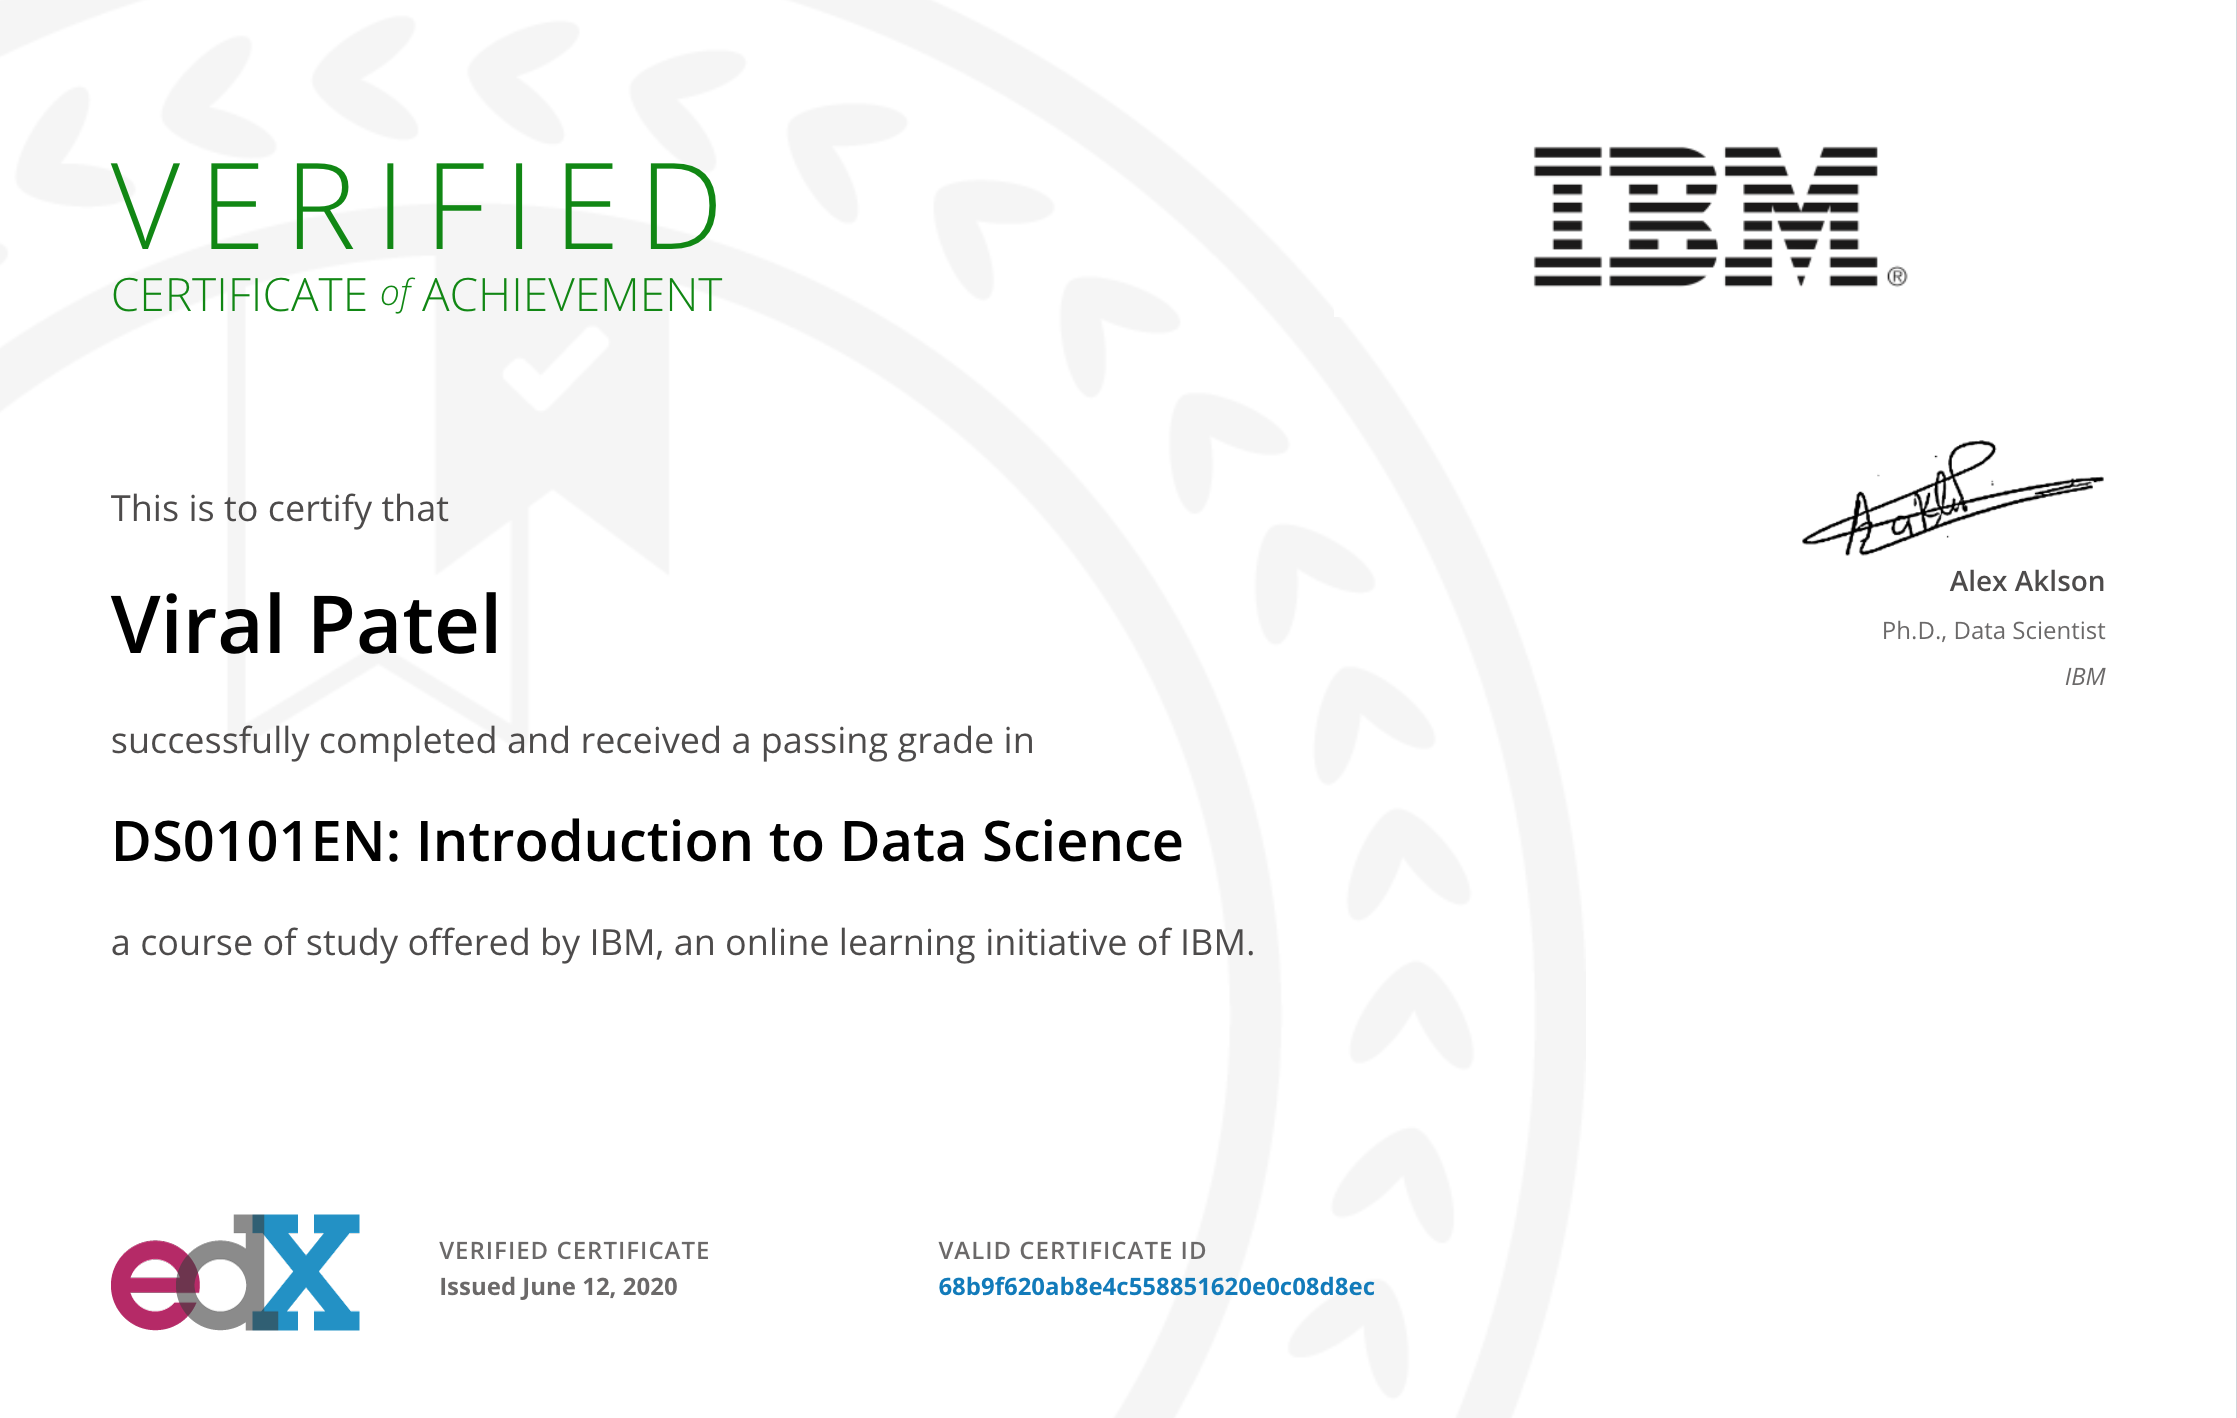 VERIFIED
CERTIFICATE of ACHIEVEMENT
IBM®
This is to certify that
Viral Patel
successfully completed and received a passing grade in
DS0101EN: Introduction to Data Science
a course of study offered by IBM, an online learning initiative of IBM.
Alex Aklson
Ph.D., Data Scientist
IBM
edX
VERIFIED CERTIFICATE
Issued June 12, 2020
VALID CERTIFICATE ID
68b9f620ab8e4c558851620e0c08d8ec